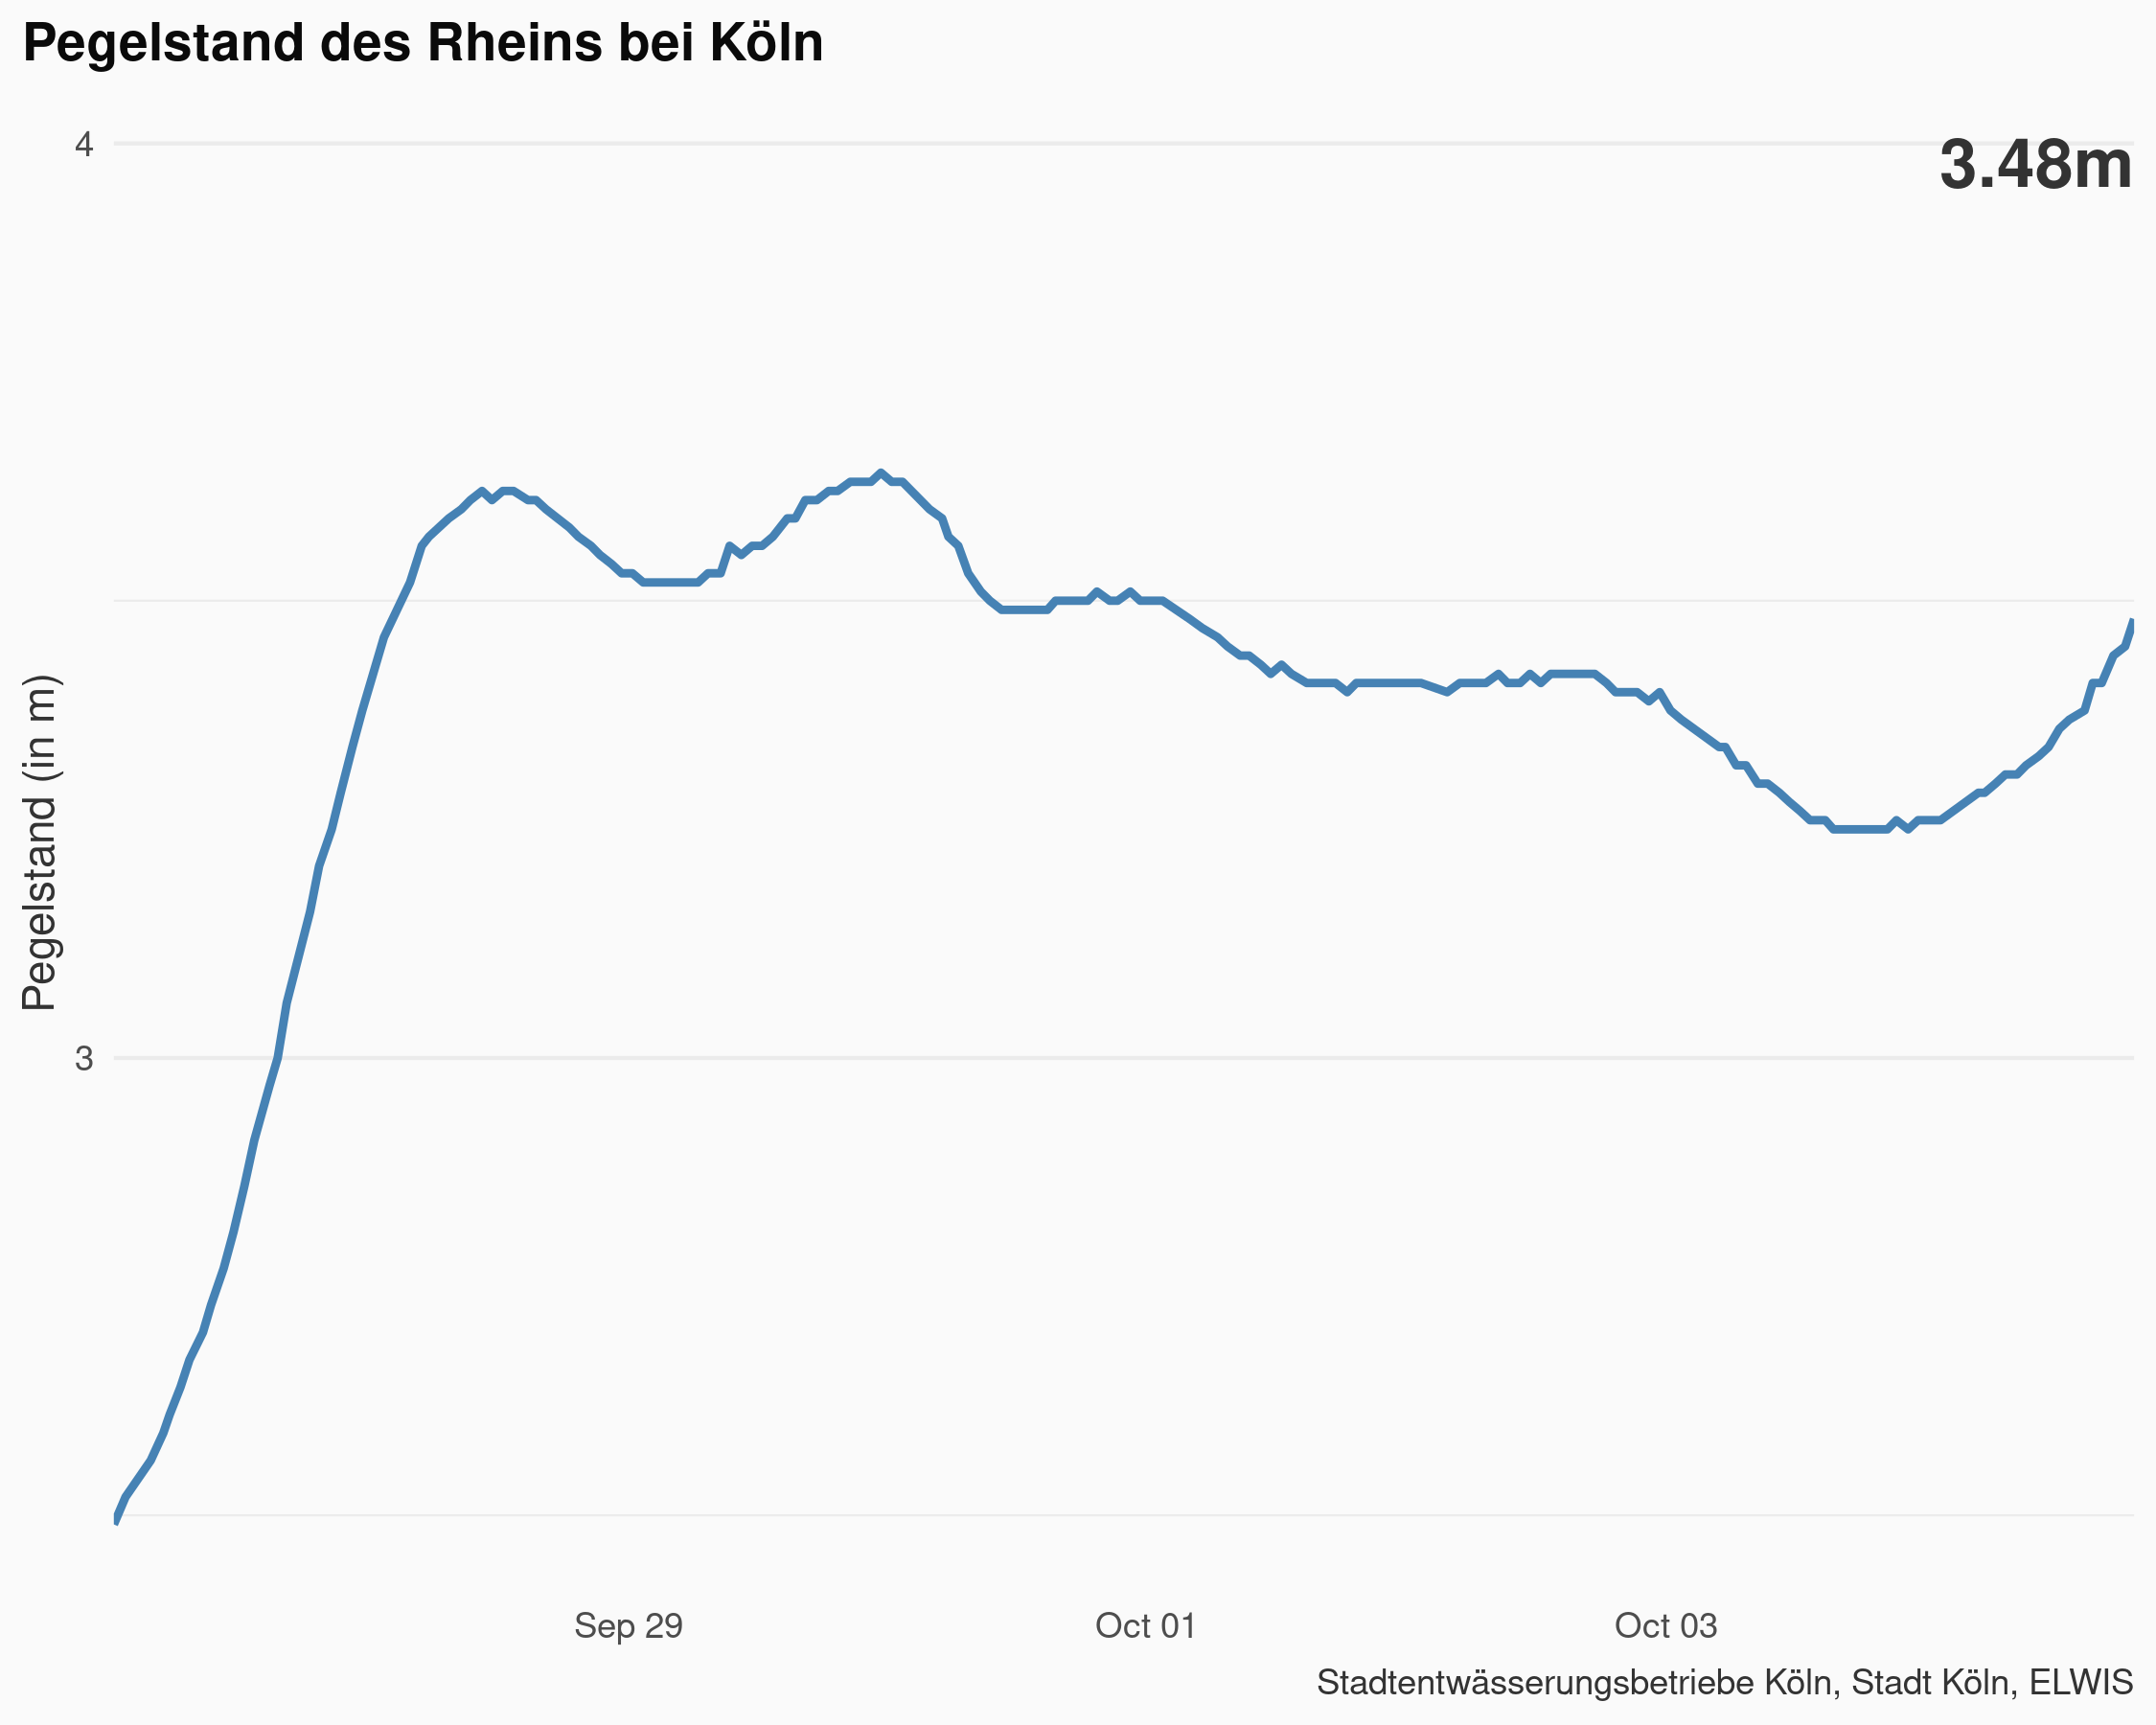 Pegelstand des Rheins bei Köln
4
3.48m
Pegelstand (in m)
3
Sep 29
Oct 01
Oct 03
Stadtentwässerungsbetriebe Köln, Stadt Köln, ELWIS